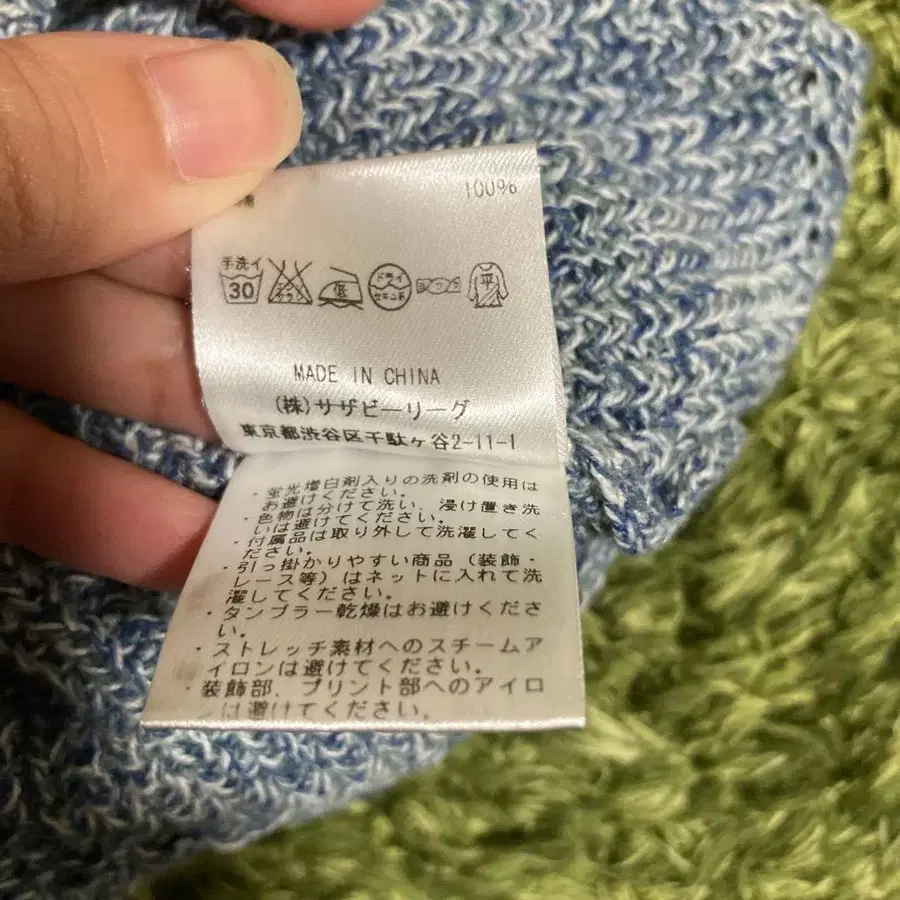 100%
手洗イ
30
低
平
MADE IN CHINA
(株)サザビーリーグ
東京都渋谷区千駄ヶ谷2-11-1
・蛍光増白剤入りの洗剤の使用は
お避けください。
・色物は分けて洗い、浸け置き洗
いは避けてください。
・付属品は取り外して洗濯してく
ださい。
・引っ掛かりやすい商品(装飾・
レース等)はネットに入れて洗
濯してください。
・タンブラー乾燥はお避けくださ
い。
・ストレッチ素材へのスチームア
イロンは避けてください。
・装飾部、プリント部へのアイロ
ンは避けてください。